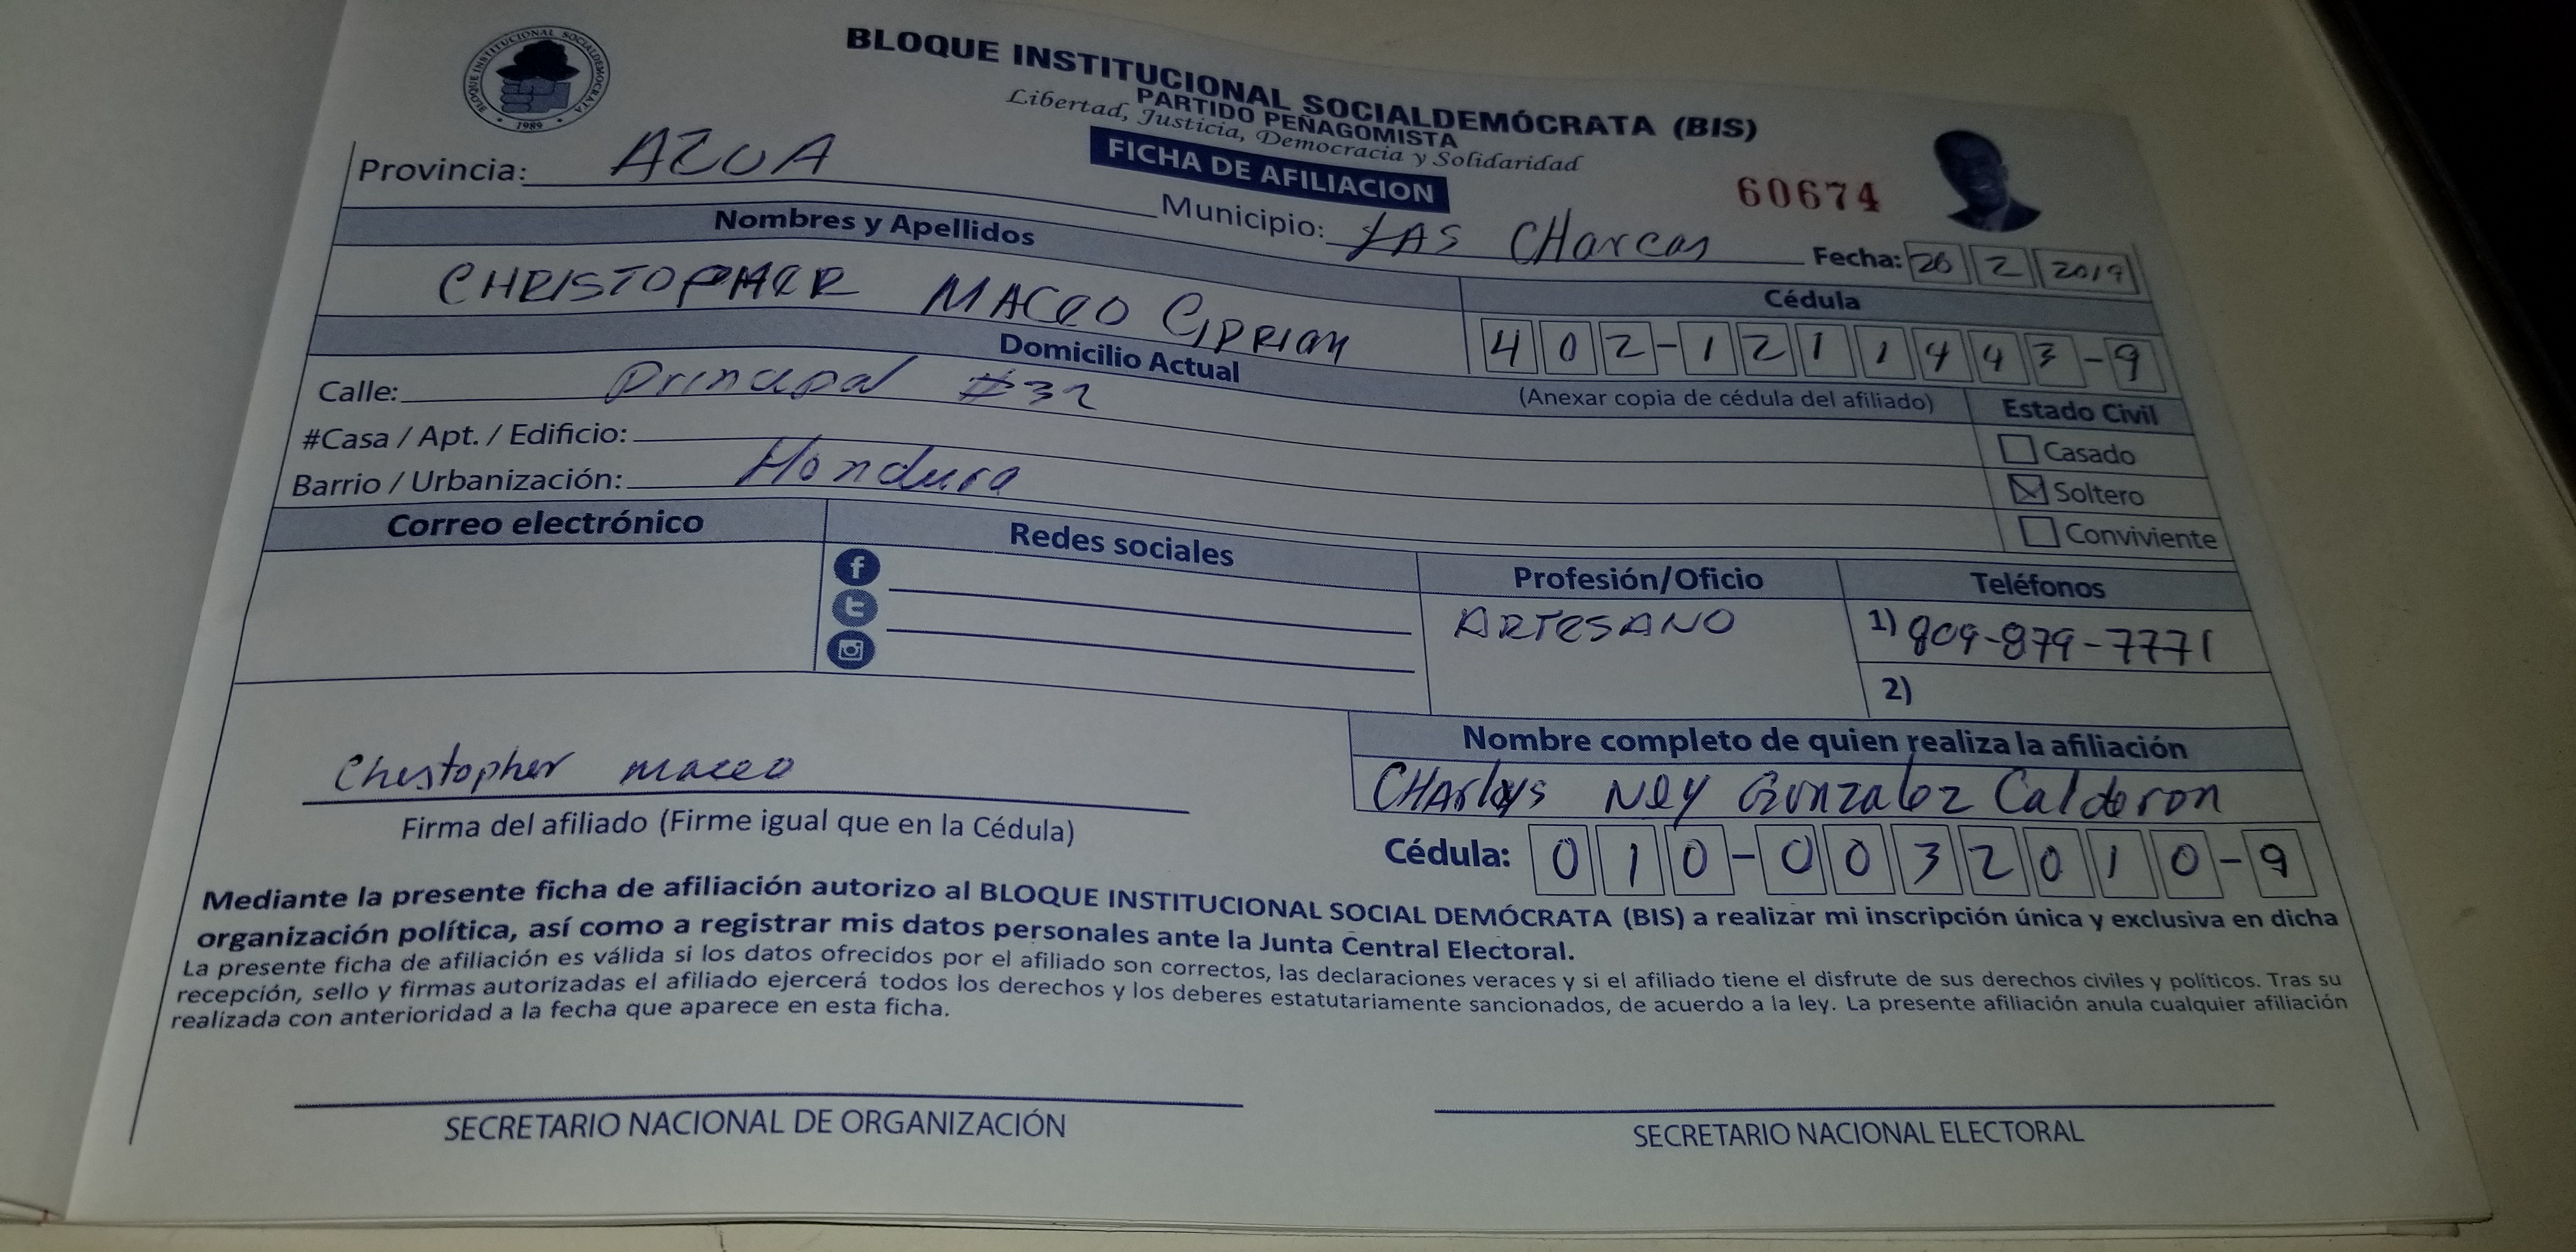 BLOQUE INSTITUCIONAL SOCIALDEMOCRATA
1989
BLOQUE INSTITUCIONAL SOCIALDEMÓCRATA (BIS)
PARTIDO PEÑAGOMISTA
Libertad, Justicia, Democracia y Solidaridad
FICHA DE AFILIACION
60674
Provincia: AZUA Municipio: LAS CHarcas Fecha: 26 2 2019
Nombres y Apellidos Cédula
CHRISTOPHER MACEO CIPRIAN 402-1211443-9
Domicilio Actual (Anexar copia de cédula del afiliado) Estado Civil
Calle: Principal #32
Casado
#Casa / Apt. / Edificio:
Soltero
Barrio / Urbanización: Hondura
Conviviente
Correo electrónico Redes sociales Profesión/Oficio Teléfonos
ARTESANO 1) 809-879-7771
2)
Nombre completo de quien realiza la afiliación
Chestopher maceo CHArlys Ney Gonzalez Calderon
Firma del afiliado (Firme igual que en la Cédula) Cédula: 010-0032010-9
Mediante la presente ficha de afiliación autorizo al BLOQUE INSTITUCIONAL SOCIAL DEMÓCRATA (BIS) a realizar mi inscripción única y exclusiva en dicha
organización política, así como a registrar mis datos personales ante la Junta Central Electoral.
La presente ficha de afiliación es válida si los datos ofrecidos por el afiliado son correctos, las declaraciones veraces y si el afiliado tiene el disfrute de sus derechos civiles y políticos. Tras su
recepción, sello y firmas autorizadas el afiliado ejercerá todos los derechos y los deberes estatutariamente sancionados, de acuerdo a la ley. La presente afiliación anula cualquier afiliación
realizada con anterioridad a la fecha que aparece en esta ficha.
SECRETARIO NACIONAL DE ORGANIZACIÓN SECRETARIO NACIONAL ELECTORAL